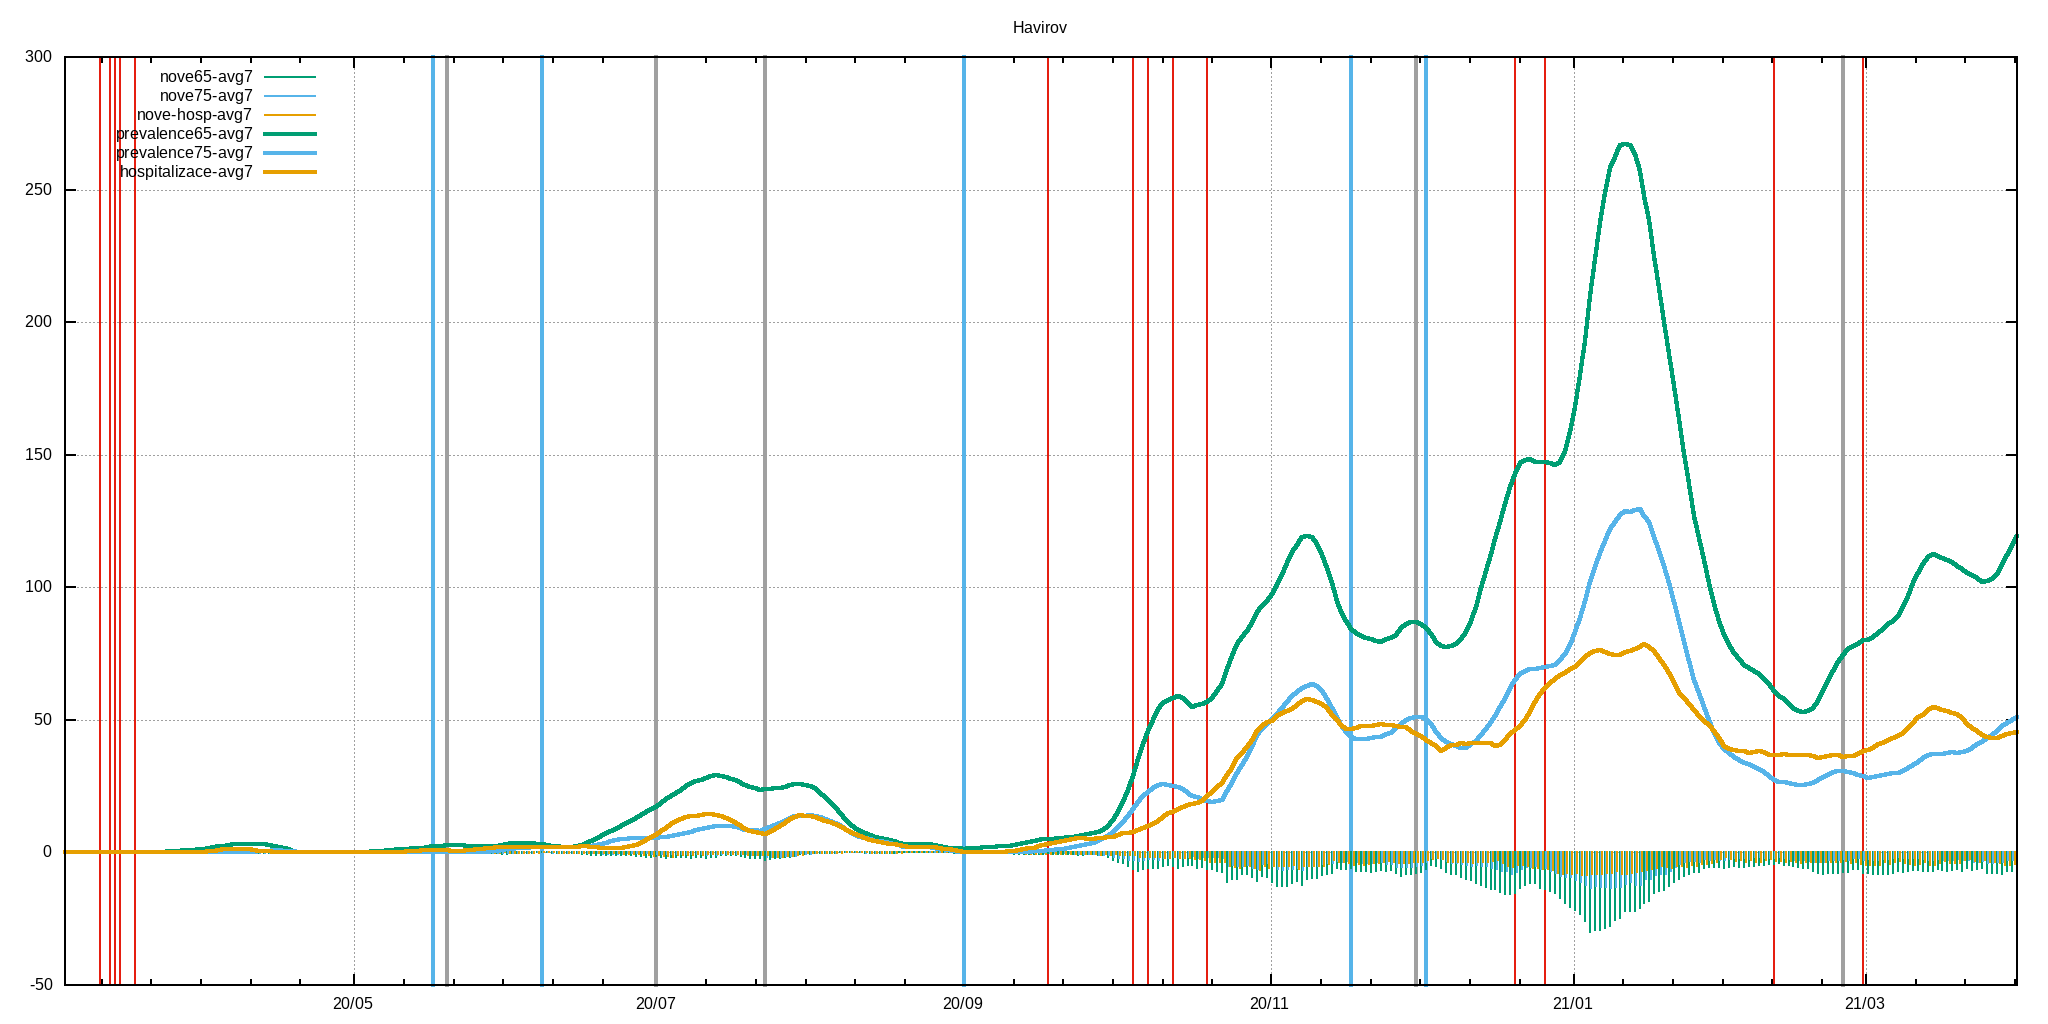 Havirov
300
nove65-avg7
nove75-avg7
nove-hosp-avg7
prevalence65-avg7
prevalence75-avg7
hospitalizace-avg7
250
200
150
100
50
0
-50
20/05 20/07 20/09 20/11 21/01 21/03